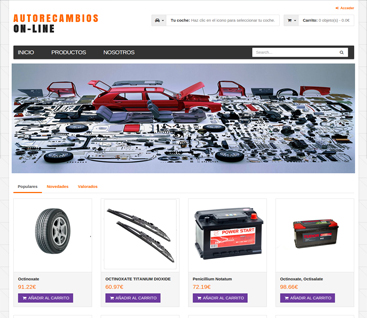 Acceder
AUTORECAMBIOS
ON-LINE
Tu coche: Haz clic en el icono para seleccionar tu coche.
Carrito: 0 objeto(s) - 0,0€
INICIO PRODUCTOS NOSOTROS
Search...
Populares Novedades Valorados
POWER START
Octinoxate
91,22€
AÑADIR AL CARRITO
OCTINOXATE TITANIUM DIOXIDE
60,97€
AÑADIR AL CARRITO
Penicillium Notatum
72,19€
AÑADIR AL CARRITO
Octinoxate, Octisalate
98,66€
AÑADIR AL CARRITO